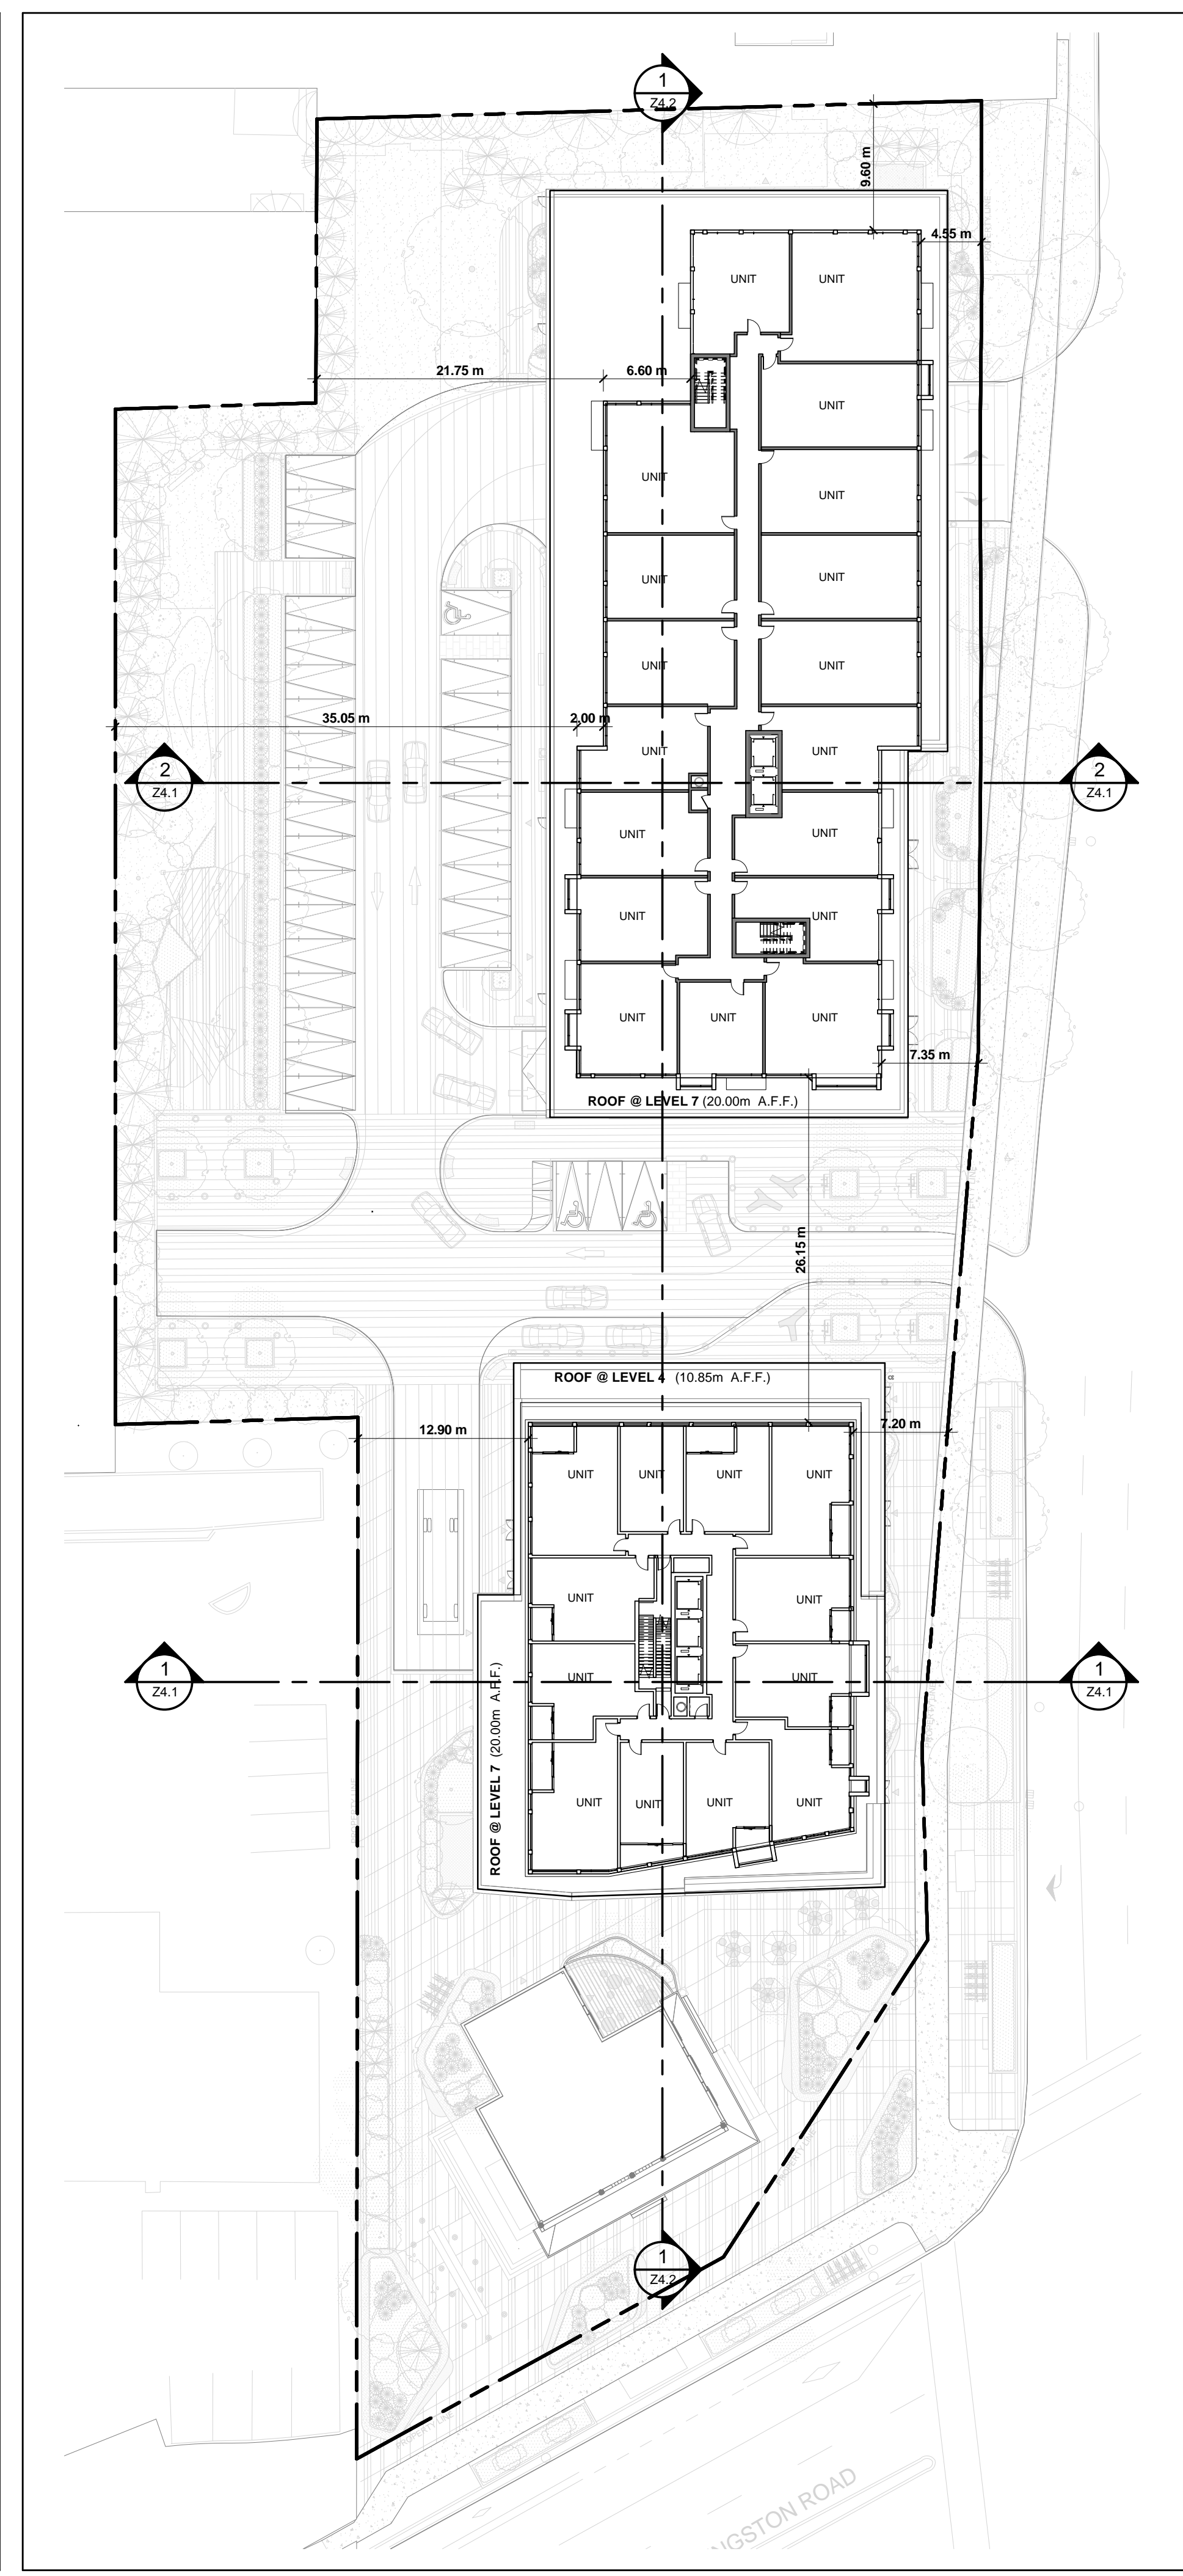 1
Z4.2
9.60 m
4.55 m
UNIT
UNIT
21.75 m
6.60 m
UNIT
UNIT
UNIT
UNIT
UNIT
UNIT
UNIT
35.05 m
2.00 m
UNIT
UNIT
2
Z4.1
2
Z4.1
UNIT
UNIT
UNIT
UNIT
UNIT
UNIT
UNIT
7.35 m
ROOF @ LEVEL 7 (20.00m A.F.F.)
26.15 m
ROOF @ LEVEL 4 (10.85m A.F.F.)
12.90 m
7.20 m
UNIT
UNIT
UNIT
UNIT
UNIT
UNIT
1
Z4.1
UNIT
UNIT
1
Z4.1
ROOF @ LEVEL 7 (20.00m A.F.F.)
UNIT
UNIT
UNIT
UNIT
1
Z4.2
NGSTON ROAD